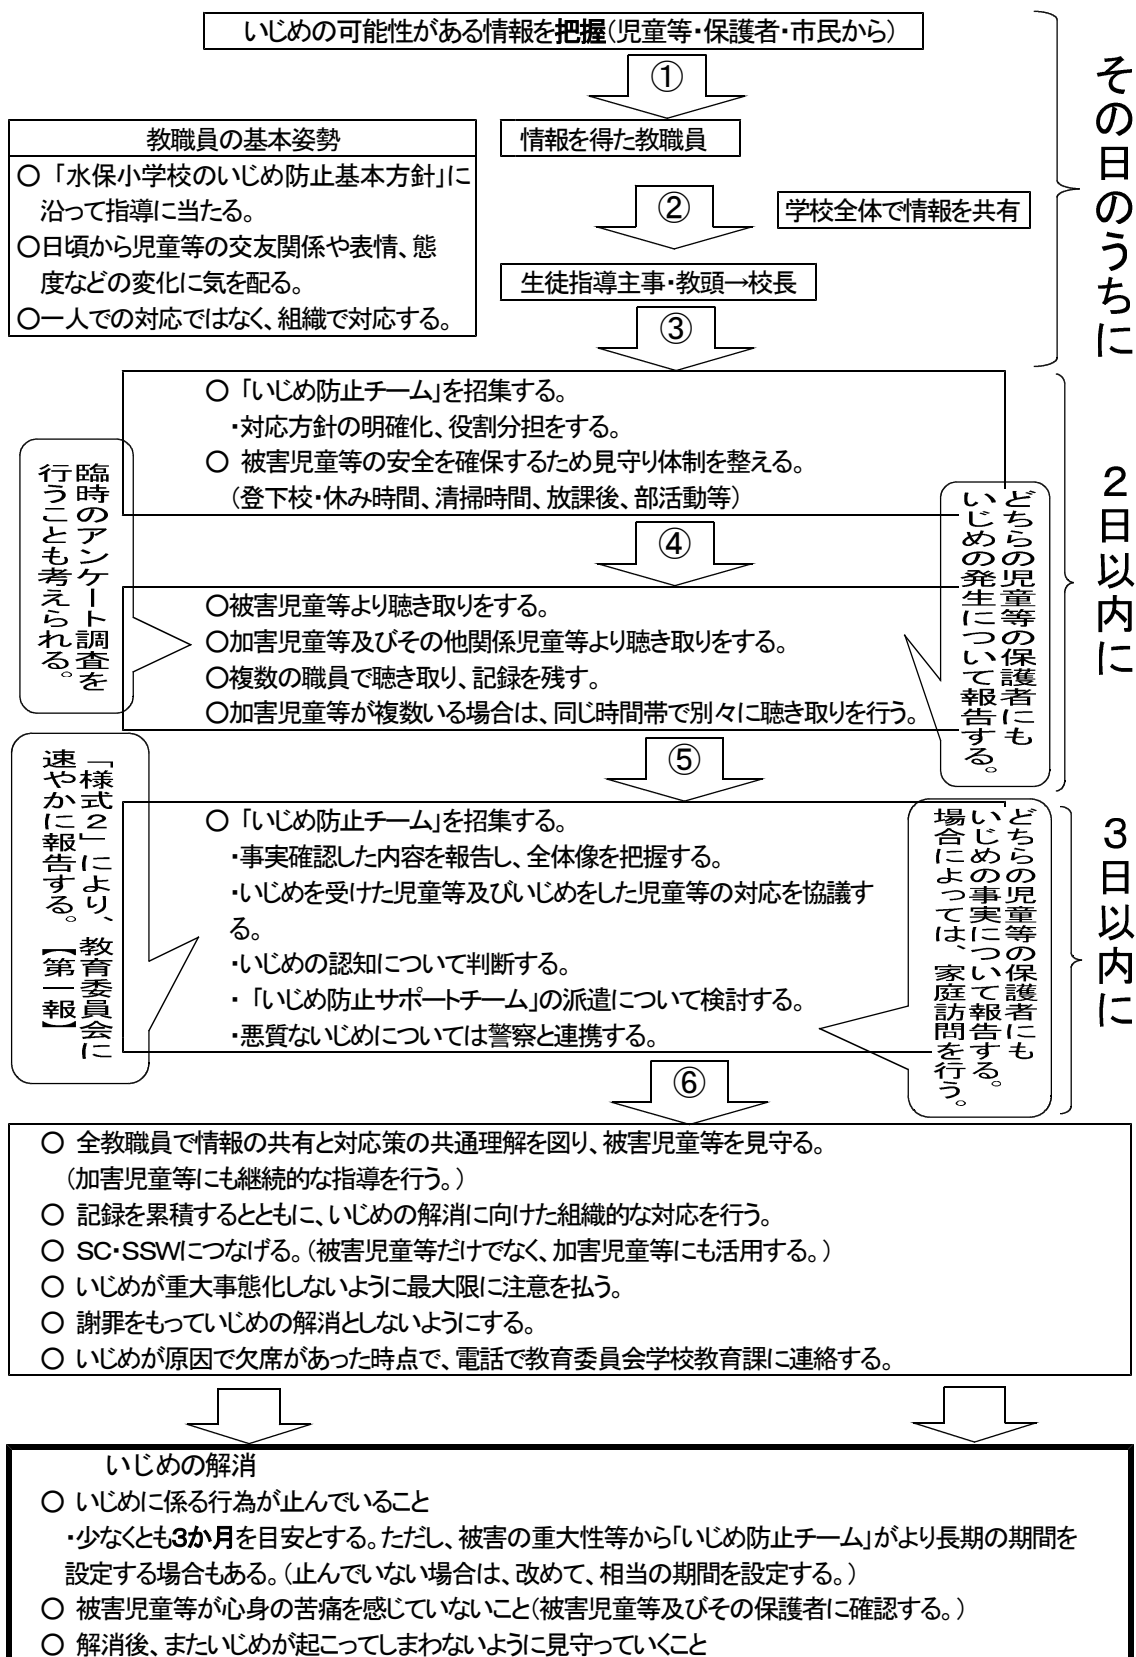 いじめの可能性がある情報を把握(児童等・保護者・市民から)
①
その日のうちに
教職員の基本姿勢
○「水保小学校のいじめ防止基本方針」に
沿って指導に当たる。
○日頃から児童等の交友関係や表情、態
度などの変化に気を配る。
○一人での対応ではなく、組織で対応する。
情報を得た教職員
②
学校全体で情報を共有
生徒指導主事・教頭→校長
③
○「いじめ防止チーム」を招集する。
・対応方針の明確化、役割分担をする。
○ 被害児童等の安全を確保するため見守り体制を整える。
(登下校・休み時間、清掃時間、放課後、部活動等)
2日以内に
臨時のアンケート調査を
行うことも考えられる。
どちらの児童等の保護者にも
いじめの発生について報告する。
④
○被害児童等より聴き取りをする。
○加害児童等及びその他関係児童等より聴き取りをする。
○複数の職員で聴き取り、記録を残す。
○加害児童等が複数いる場合は、同じ時間帯で別々に聴き取りを行う。
⑤
「様式2」により、教育委員会に
速やかに報告する。【第一報】
○「いじめ防止チーム」を招集する。
・事実確認した内容を報告し、全体像を把握する。
・いじめを受けた児童等及びいじめをした児童等の対応を協議す
る。
・いじめの認知について判断する。
・「いじめ防止サポートチーム」の派遣について検討する。
・悪質ないじめについては警察と連携する。
どちらの児童等の保護者にも
いじめの事実について報告する。
場合によっては、家庭訪問を行う。
3日以内に
⑥
○ 全教職員で情報の共有と対応策の共通理解を図り、被害児童等を見守る。
(加害児童等にも継続的な指導を行う。)
○ 記録を累積するとともに、いじめの解消に向けた組織的な対応を行う。
○ SC・SSWにつなげる。(被害児童等だけでなく、加害児童等にも活用する。)
○ いじめが重大事態化しないように最大限に注意を払う。
○ 謝罪をもっていじめの解消としないようにする。
○ いじめが原因で欠席があった時点で、電話で教育委員会学校教育課に連絡する。
いじめの解消
○ いじめに係る行為が止んでいること
・少なくとも3か月を目安とする。ただし、被害の重大性等から「いじめ防止チーム」がより長期の期間を
設定する場合もある。(止んでいない場合は、改めて、相当の期間を設定する。)
○ 被害児童等が心身の苦痛を感じていないこと(被害児童等及びその保護者に確認する。)
○ 解消後、またいじめが起こってしまわないように見守っていくこと